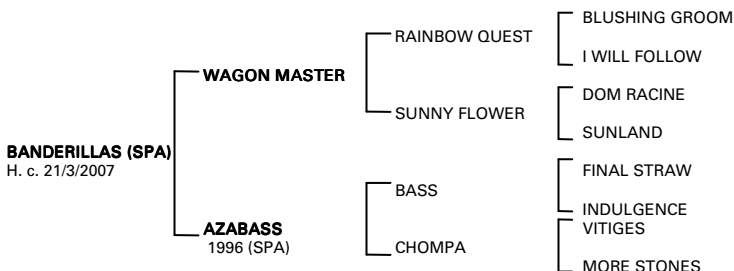 BLUSHING GROOM
RAINBOW QUEST
I WILL FOLLOW
WAGON MASTER
DOM RACINE
SUNNY FLOWER
SUNLAND
BANDERILLAS (SPA)
H. c. 21/3/2007
FINAL STRAW
BASS
INDULGENCE
AZABASS
1996 (SPA)
VITIGES
CHOMPA
MORE STONES